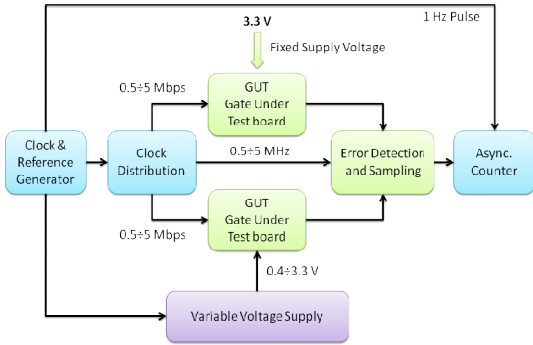 1 Hz Pulse
3.3 V
Fixed Supply Voltage
0.5÷5 Mbps
GUT
Gate Under
Test board
Clock &
Reference
Generator
Clock
Distribution
0.5÷5 MHz
Error Detection
and Sampling
Async.
Counter
0.5÷5 Mbps
GUT
Gate Under
Test board
0.4÷3.3 V
Variable Voltage Supply